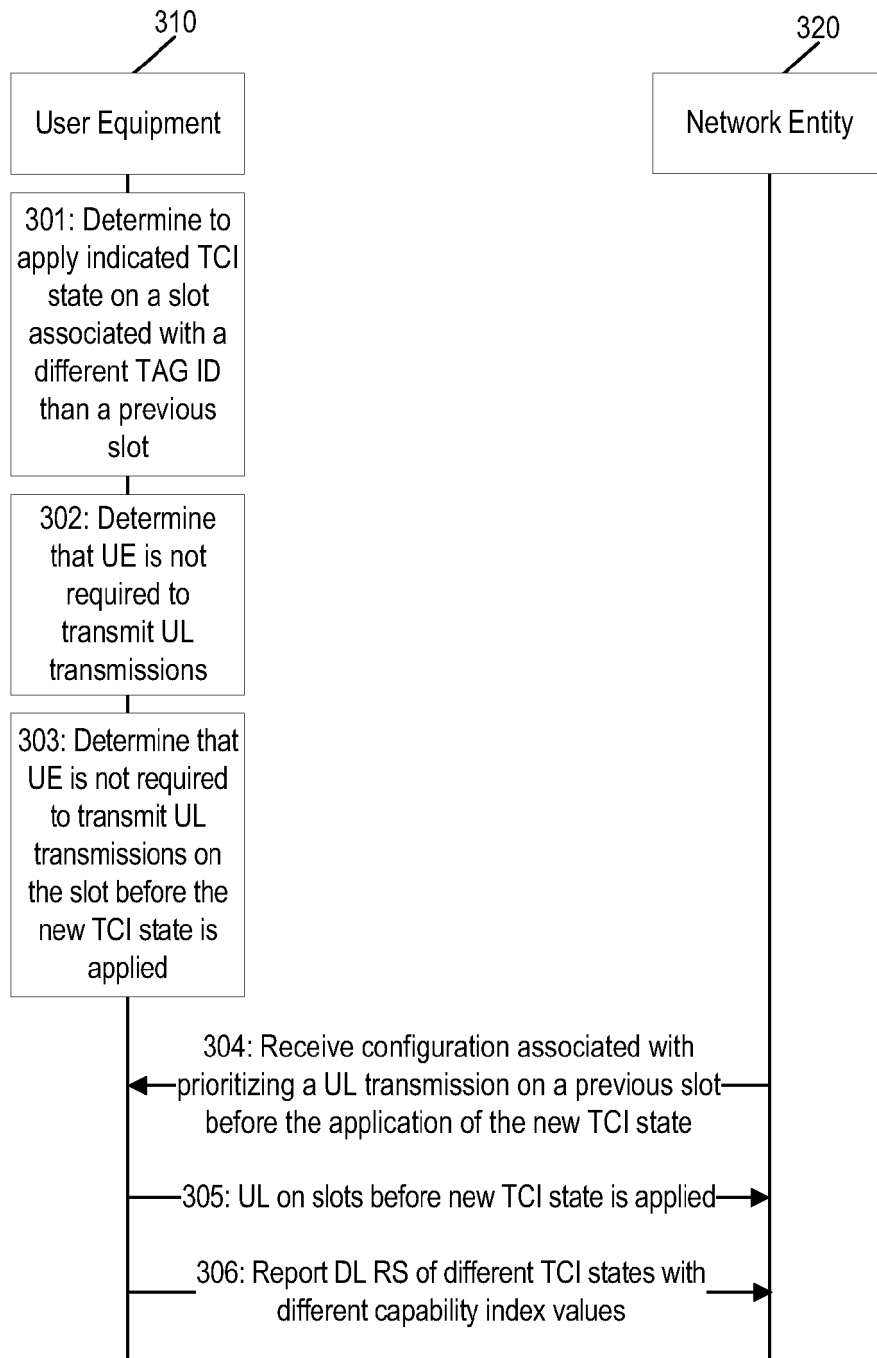 310
320
User Equipment
Network Entity
301: Determine to
apply indicated TCI
state on a slot
associated with a
different TAG ID
than a previous
slot
302: Determine
that UE is not
required to
transmit UL
transmissions
303: Determine that
UE is not required
to transmit UL
transmissions on
the slot before the
new TCI state is
applied
304: Receive configuration associated with
prioritizing a UL transmission on a previous slot
before the application of the new TCI state
305: UL on slots before new TCI state is applied
306: Report DL RS of different TCI states with
different capability index values